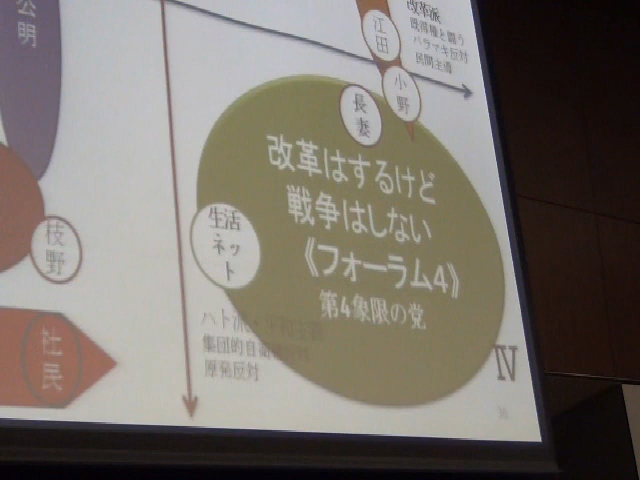 公明
改革派
既得権と闘う
バラマキ反対
民間主導
江田
小野
長妻
改革はするけど
戦争はしない
《フォーラム4》
第4象限の党
生活
ネッ
ト
枝野
社民
ハト派・平和主義
集団的自衛
原発反対
IV